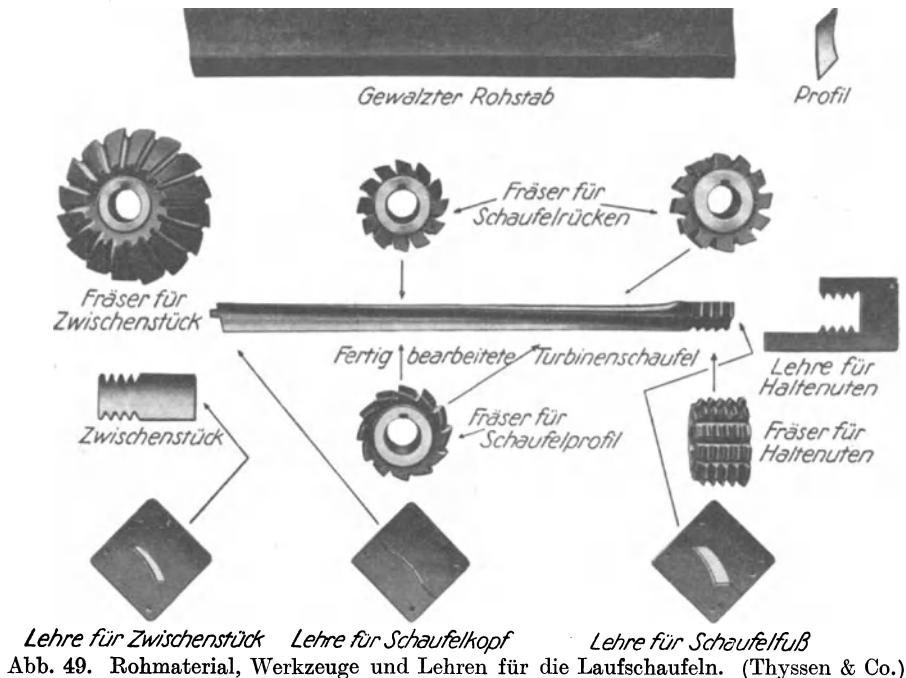 Gewalzter Rohstab
Profil
Fräser für
Schaufelrücken
Fräser für
Zwischenstück
Fertig bearbeitete Turbinenschaufel
Lehre für
Haltenuten
Zwischenstück
Fräser für
Schaufelprofil
Fräser für
Haltenuten
Lehre für Zwischenstück
Lehre für Schaufelkopf
Lehre für Schaufelfuß
Abb. 49. Rohmaterial, Werkzeuge und Lehren für die Laufschaufeln. (Thyssen & Co.)